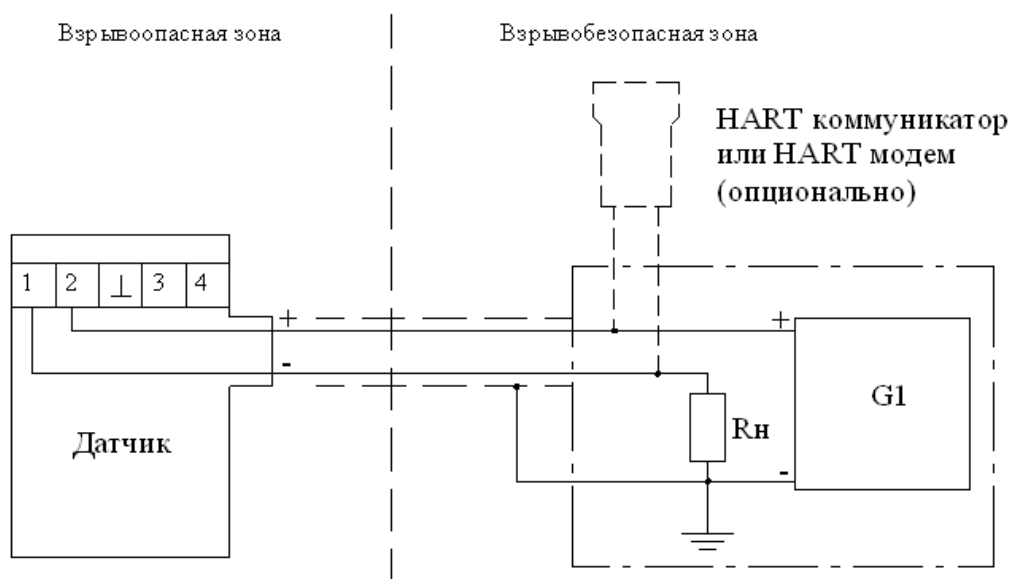 Взрывоопасная зона
Взрывобезопасная зона
HART коммуникатор
или HART модем
(опционально)
1 2 ⊥ 3 4
+
-
+
G1
Rн
-
Датчик